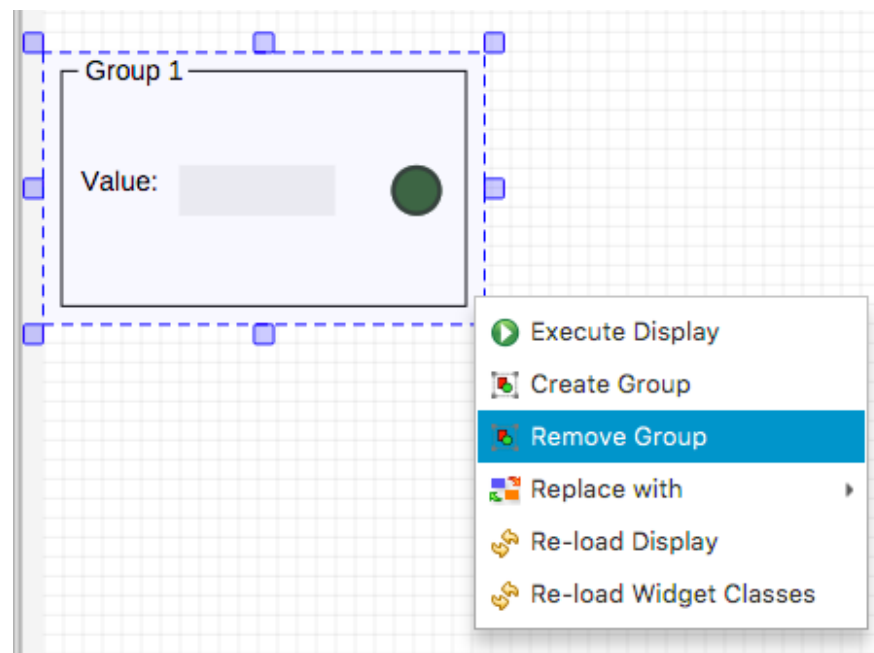 Group 1
Value:
Execute Display
Create Group
Remove Group
Replace with
Re-load Display
Re-load Widget Classes